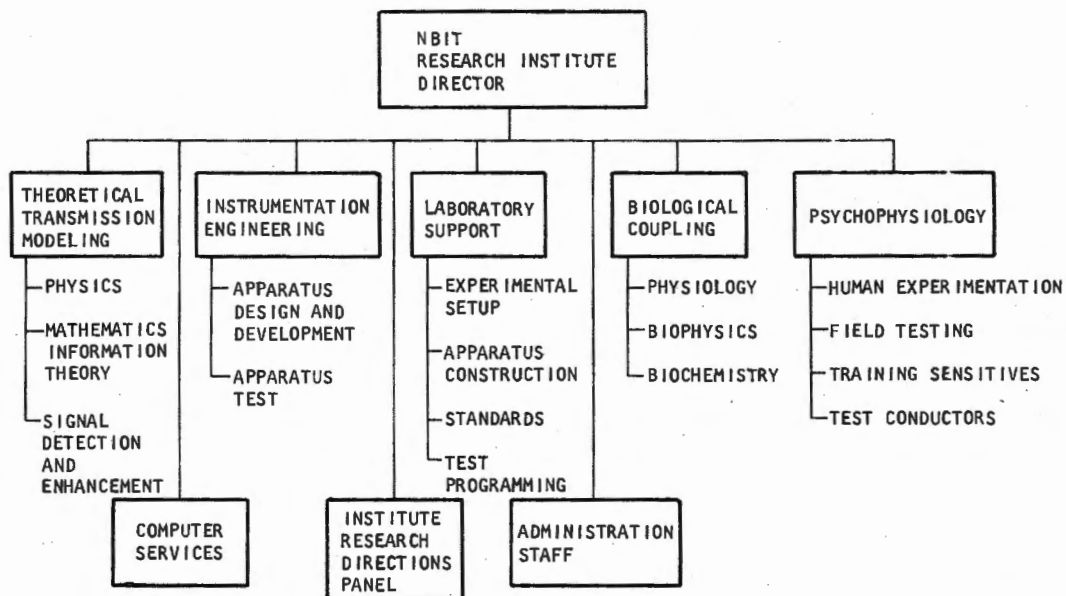 NBIT
RESEARCH INSTITUTE
DIRECTOR
THEORETICAL
TRANSMISSION
MODELING
PHYSICS
MATHEMATICS
INFORMATION
THEORY
SIGNAL
DETECTION
AND
ENHANCEMENT
INSTRUMENTATION
ENGINEERING
APPARATUS
DESIGN AND
DEVELOPMENT
APPARATUS
TEST
LABORATORY
SUPPORT
EXPERIMENTAL
SETUP
APPARATUS
CONSTRUCTION
STANDARDS
TEST
PROGRAMMING
BIOLOGICAL
COUPLING
PHYSIOLOGY
BIOPHYSICS
BIOCHEMISTRY
PSYCHOPHYSIOLOGY
HUMAN EXPERIMENTATION
FIELD TESTING
TRAINING SENSITIVES
TEST CONDUCTORS
COMPUTER
SERVICES
INSTITUTE
RESEARCH
DIRECTIONS
PANEL
ADMINISTRATION
STAFF